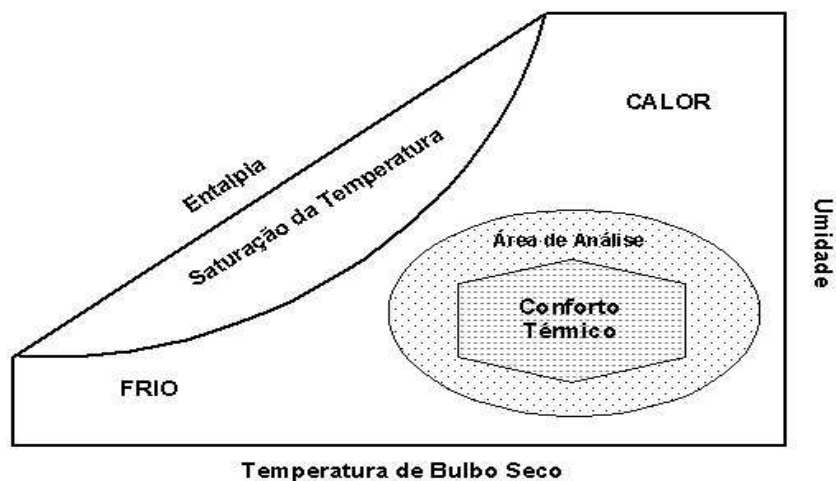 CALOR
Entalpia
Saturação da Temperatura
Umidade
Área de Análise
Conforto
Térmico
FRIO
Temperatura de Bulbo Seco